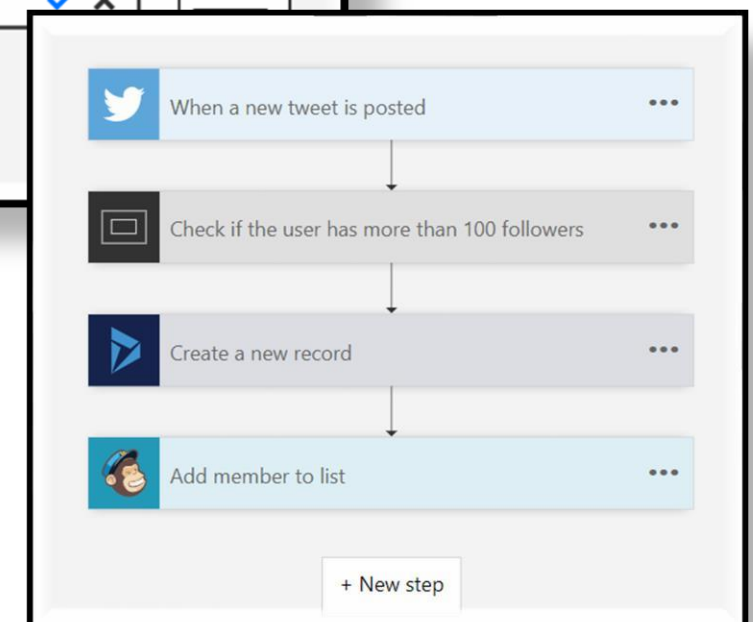 When a new tweet is posted
Check if the user has more than 100 followers
Create a new record
Add member to list
+ New step